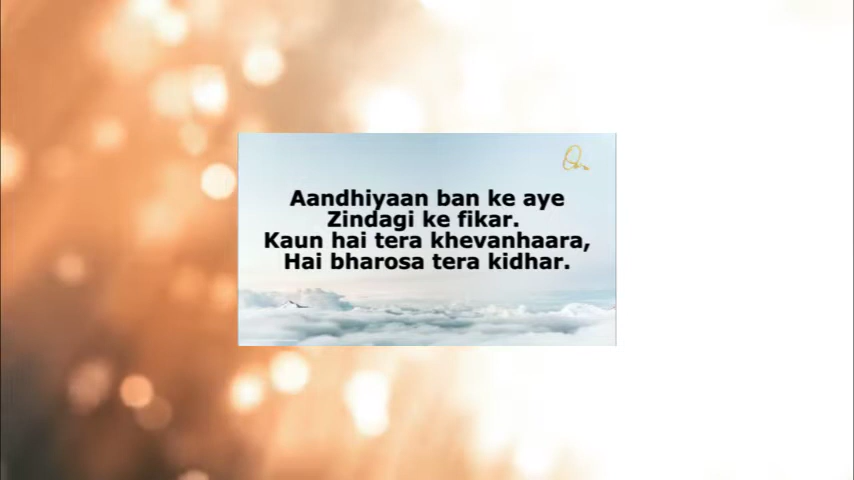 Aandhiyaan ban ke aye
Zindagi ke fikar.
Kaun hai tera khevanhaara,
Hai bharosa tera kidhar.